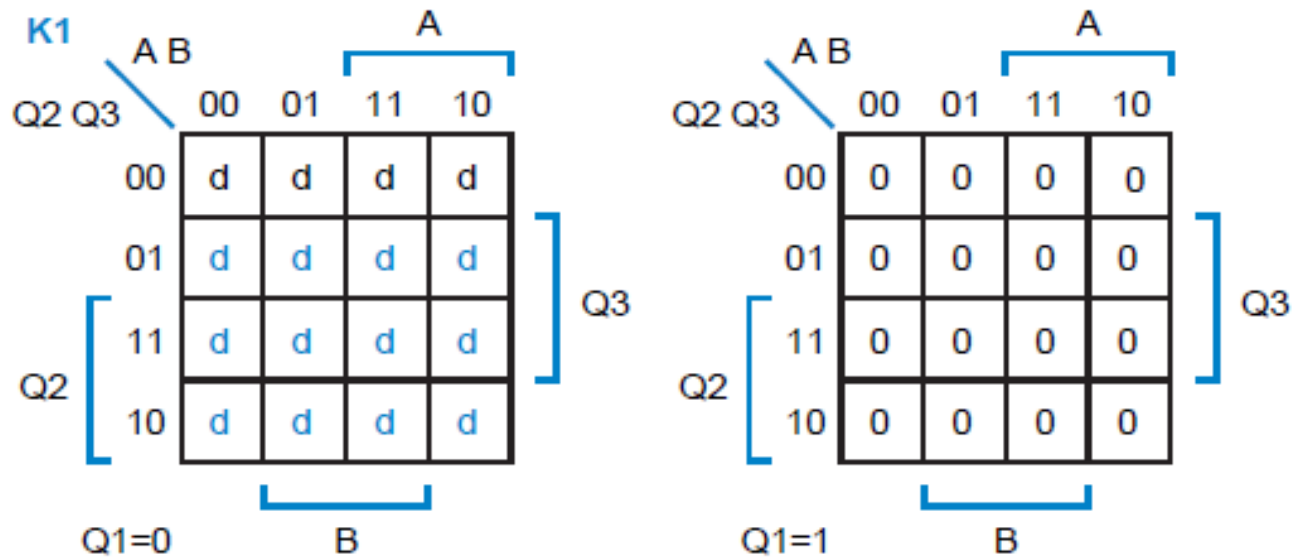 K1
A B A
Q2 Q3 00 01 11 10
00 d d d d
01 d d d d
11 d d d d
10 d d d d
Q3
Q2
Q1=0 B
A B A
Q2 Q3 00 01 11 10
00 0 0 0 0
01 0 0 0 0
11 0 0 0 0
10 0 0 0 0
Q3
Q2
Q1=1 B